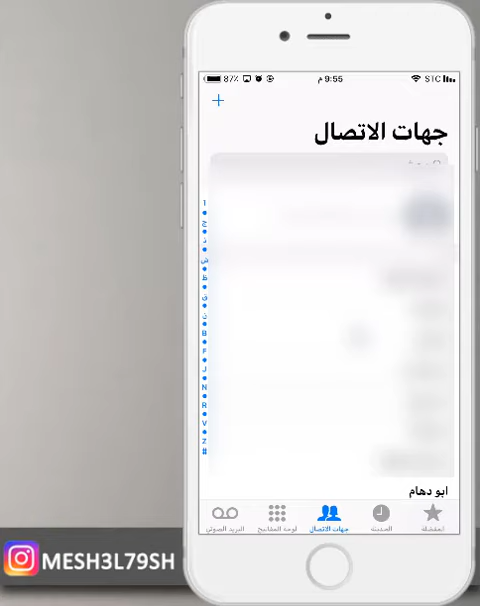 87% 9:55 م STC
+
جهات الاتصال
ج
ش
ظ
ق
B
F
J
N
R
V
Z
#
ابو دهام
المفضلة الحديثة جهات الاتصال لوحة المفاتيح البريد الصوتي
MESH3L79SH